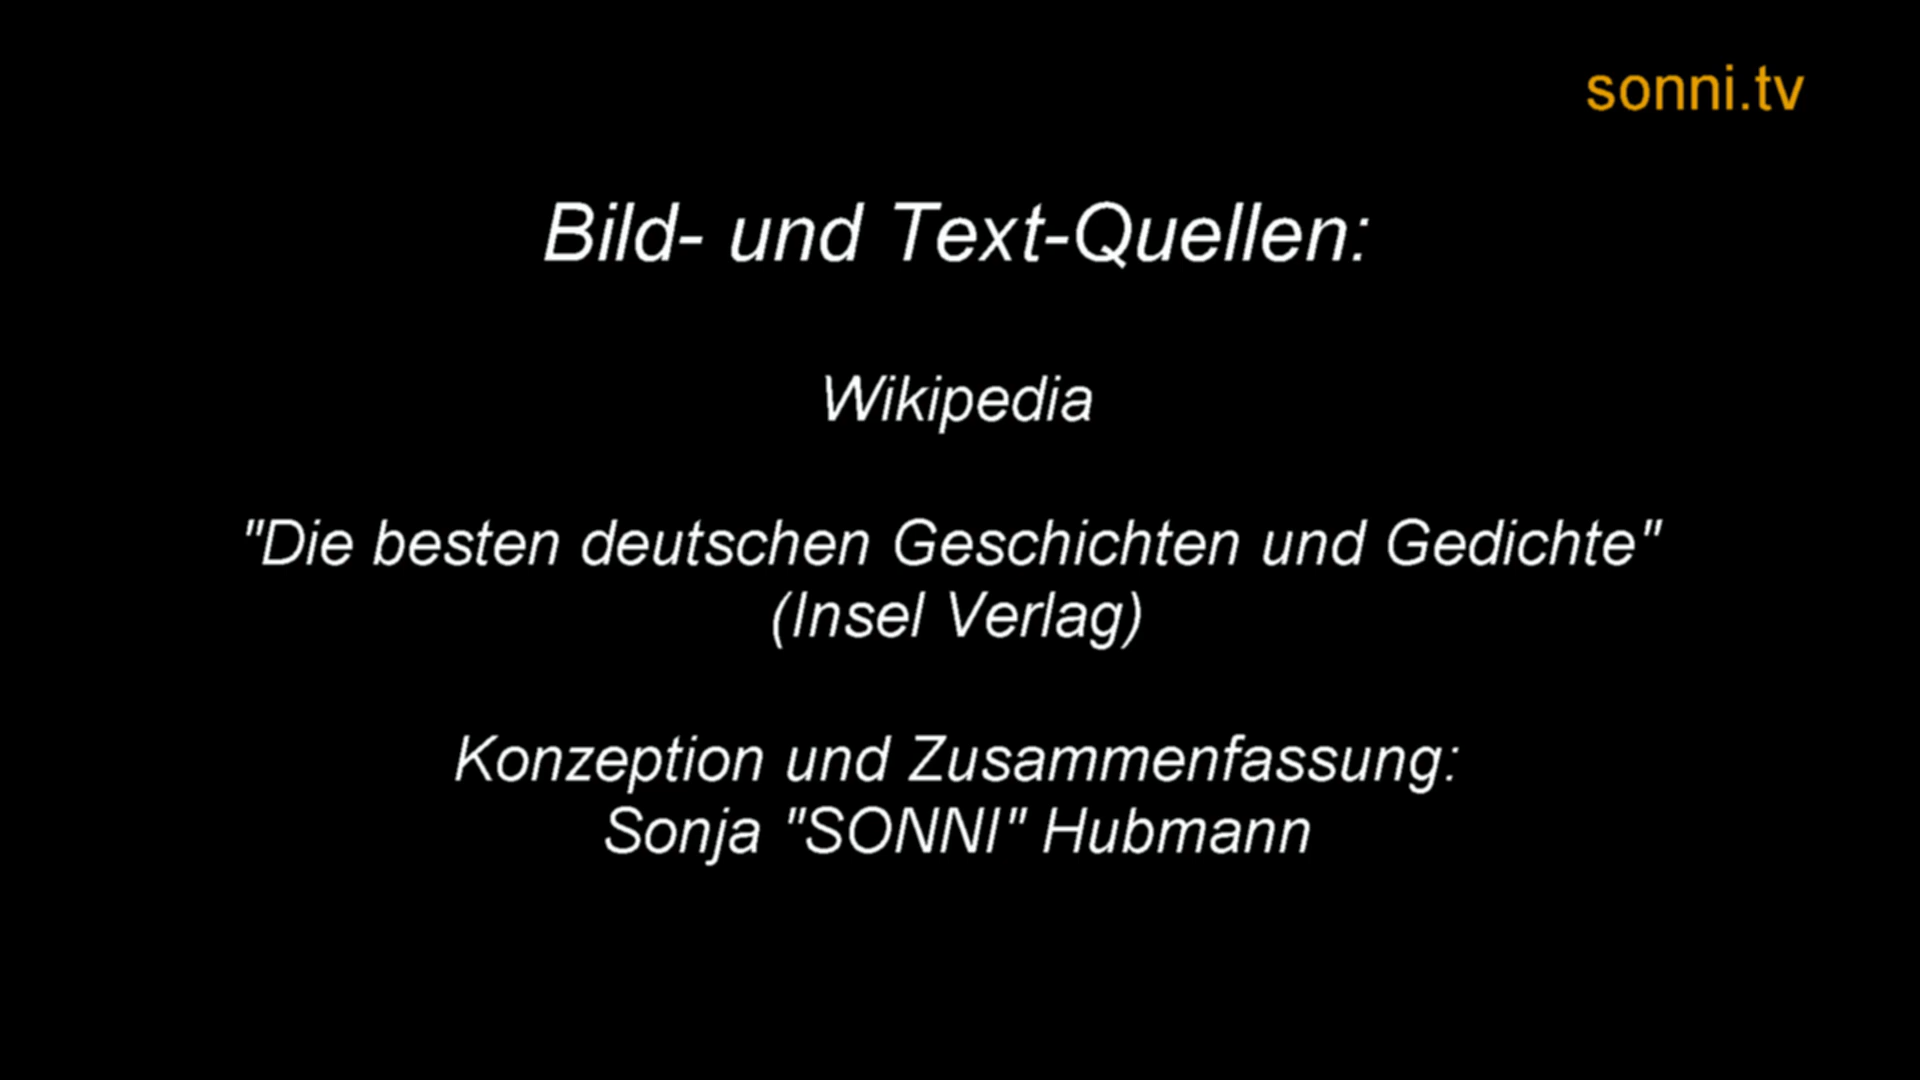 sonni.tv
Bild- und Text-Quellen:
Wikipedia
"Die besten deutschen Geschichten und Gedichte"
(Insel Verlag)
Konzeption und Zusammenfassung:
Sonja "SONNI" Hubmann